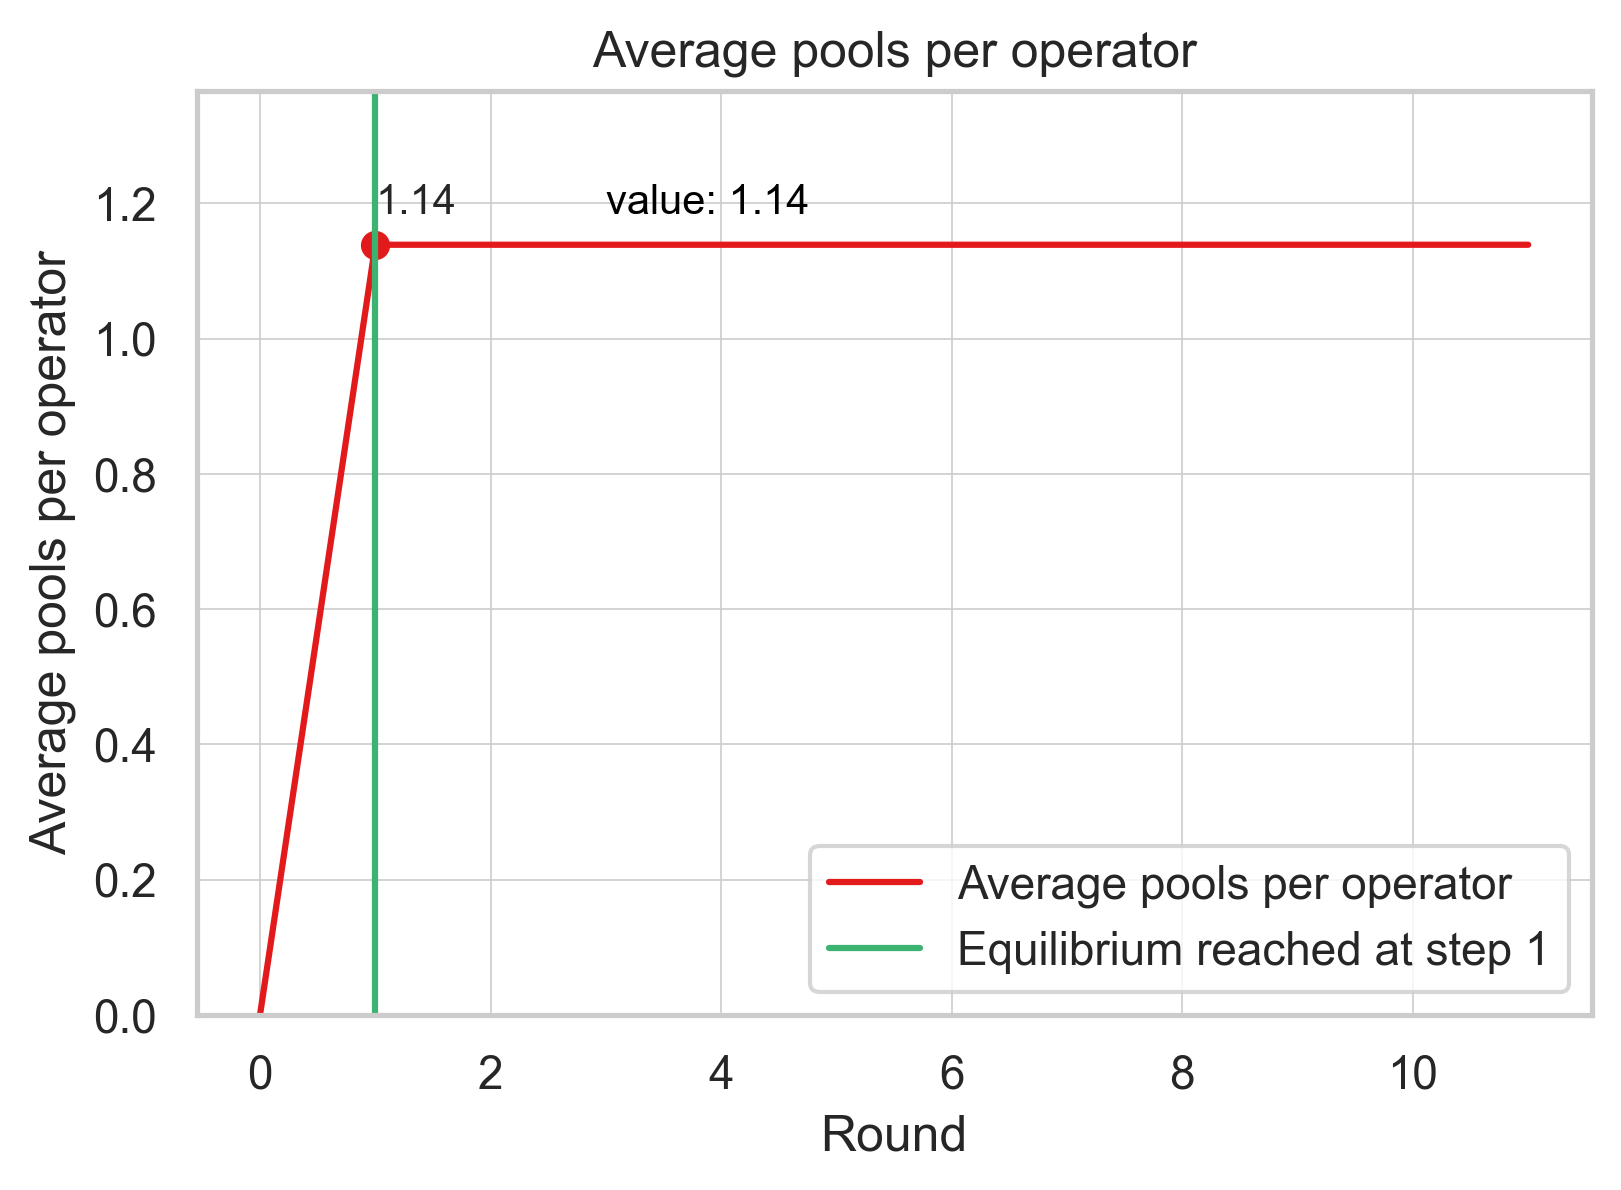 Average pools per operator
Average pools per operator
1.2
1.0
0.8
0.6
0.4
0.2
0.0
1.14
value: 1.14
Average pools per operator
Equilibrium reached at step 1
0 2 4 6 8 10
Round